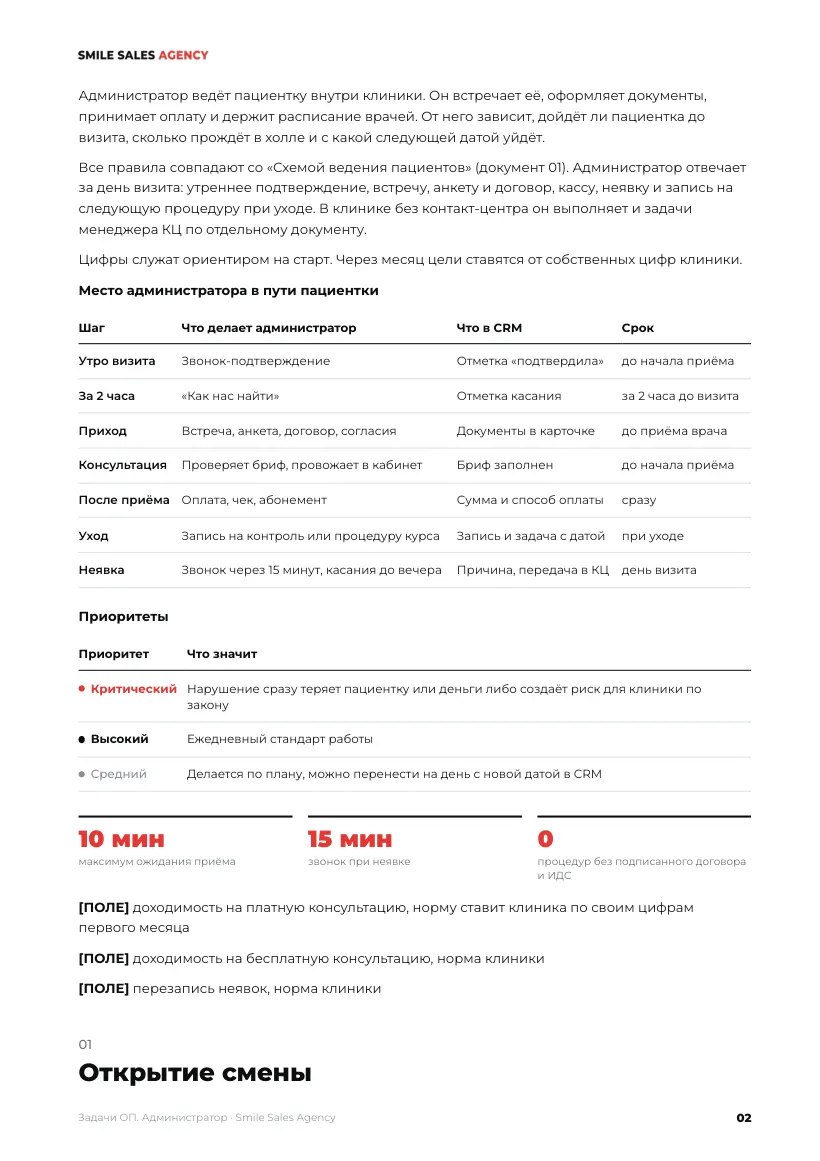 SMILE SALES AGENCY
Администратор ведёт пациентку внутри клиники. Он встречает её, оформляет документы,
принимает оплату и держит расписание врачей. От него зависит, дойдёт ли пациентка до
визита, сколько прождёт в холле и с какой следующей датой уйдёт.
Все правила совпадают со «Схемой ведения пациентов» (документ 01). Администратор отвечает
за день визита: утреннее подтверждение, встречу, анкету и договор, кассу, неявку и запись на
следующую процедуру при уходе. В клинике без контакт-центра он выполняет и задачи
менеджера КЦ по отдельному документу.
Цифры служат ориентиром на старт. Через месяц цели ставятся от собственных цифр клиники.
Место администратора в пути пациентки
Шаг Что делает администратор Что в CRM Срок
Утро визита Звонок-подтверждение Отметка «подтвердила» до начала приёма
За 2 часа «Как нас найти» Отметка касания за 2 часа до визита
Приход Встреча, анкета, договор, согласия Документы в карточке до приёма врача
Консультация Проверяет бриф, провожает в кабинет Бриф заполнен до начала приёма
После приёма Оплата, чек, абонемент Сумма и способ оплаты сразу
Уход Запись на контроль или процедуру курса Запись и задача с датой при уходе
Неявка Звонок через 15 минут, касания до вечера Причина, передача в КЦ день визита
Приоритеты
Приоритет Что значит
Критический Нарушение сразу теряет пациентку или деньги либо создаёт риск для клиники по
закону
Высокий Ежедневный стандарт работы
Средний Делается по плану, можно перенести на день с новой датой в CRM
10 мин 15 мин 0
максимум ожидания приёма звонок при неявке процедур без подписанного договора
и ИДС
[ПОЛЕ] доходимость на платную консультацию, норму ставит клиника по своим цифрам
первого месяца
[ПОЛЕ] доходимость на бесплатную консультацию, норма клиники
[ПОЛЕ] перезапись неявок, норма клиники
01
Открытие смены
Задачи ОП. Администратор · Smile Sales Agency 02